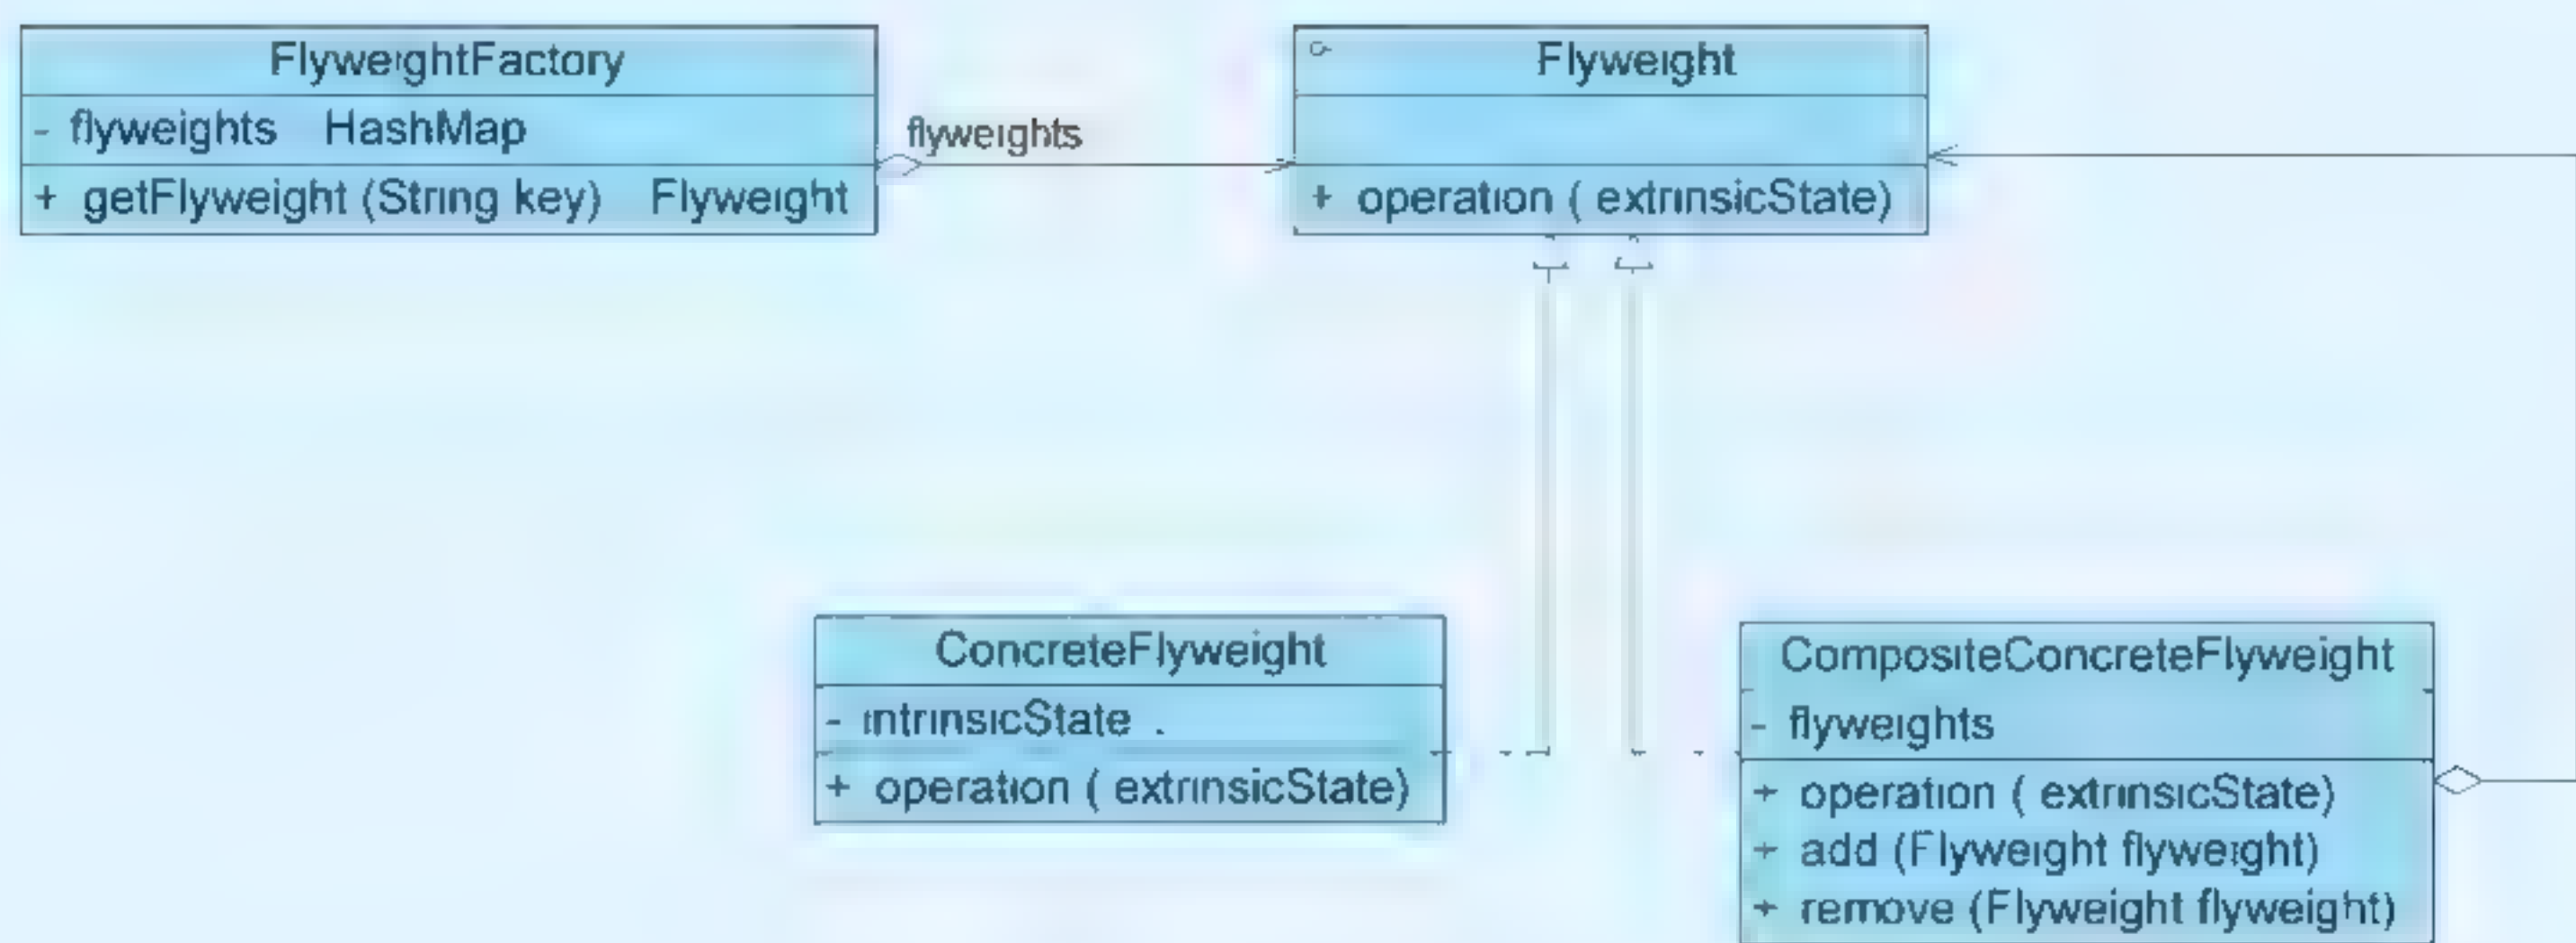 FlyweightFactory
- flyweights HashMap
+ getFlyweight (String key) Flyweight
flyweights
Flyweight
+ operation ( extrinsicState)
ConcreteFlyweight
- intrinsicState .
+ operation ( extrinsicState)
CompositeConcreteFlyweight
- flyweights
+ operation ( extrinsicState)
+ add (Flyweight flyweight)
+ remove (Flyweight flyweight)